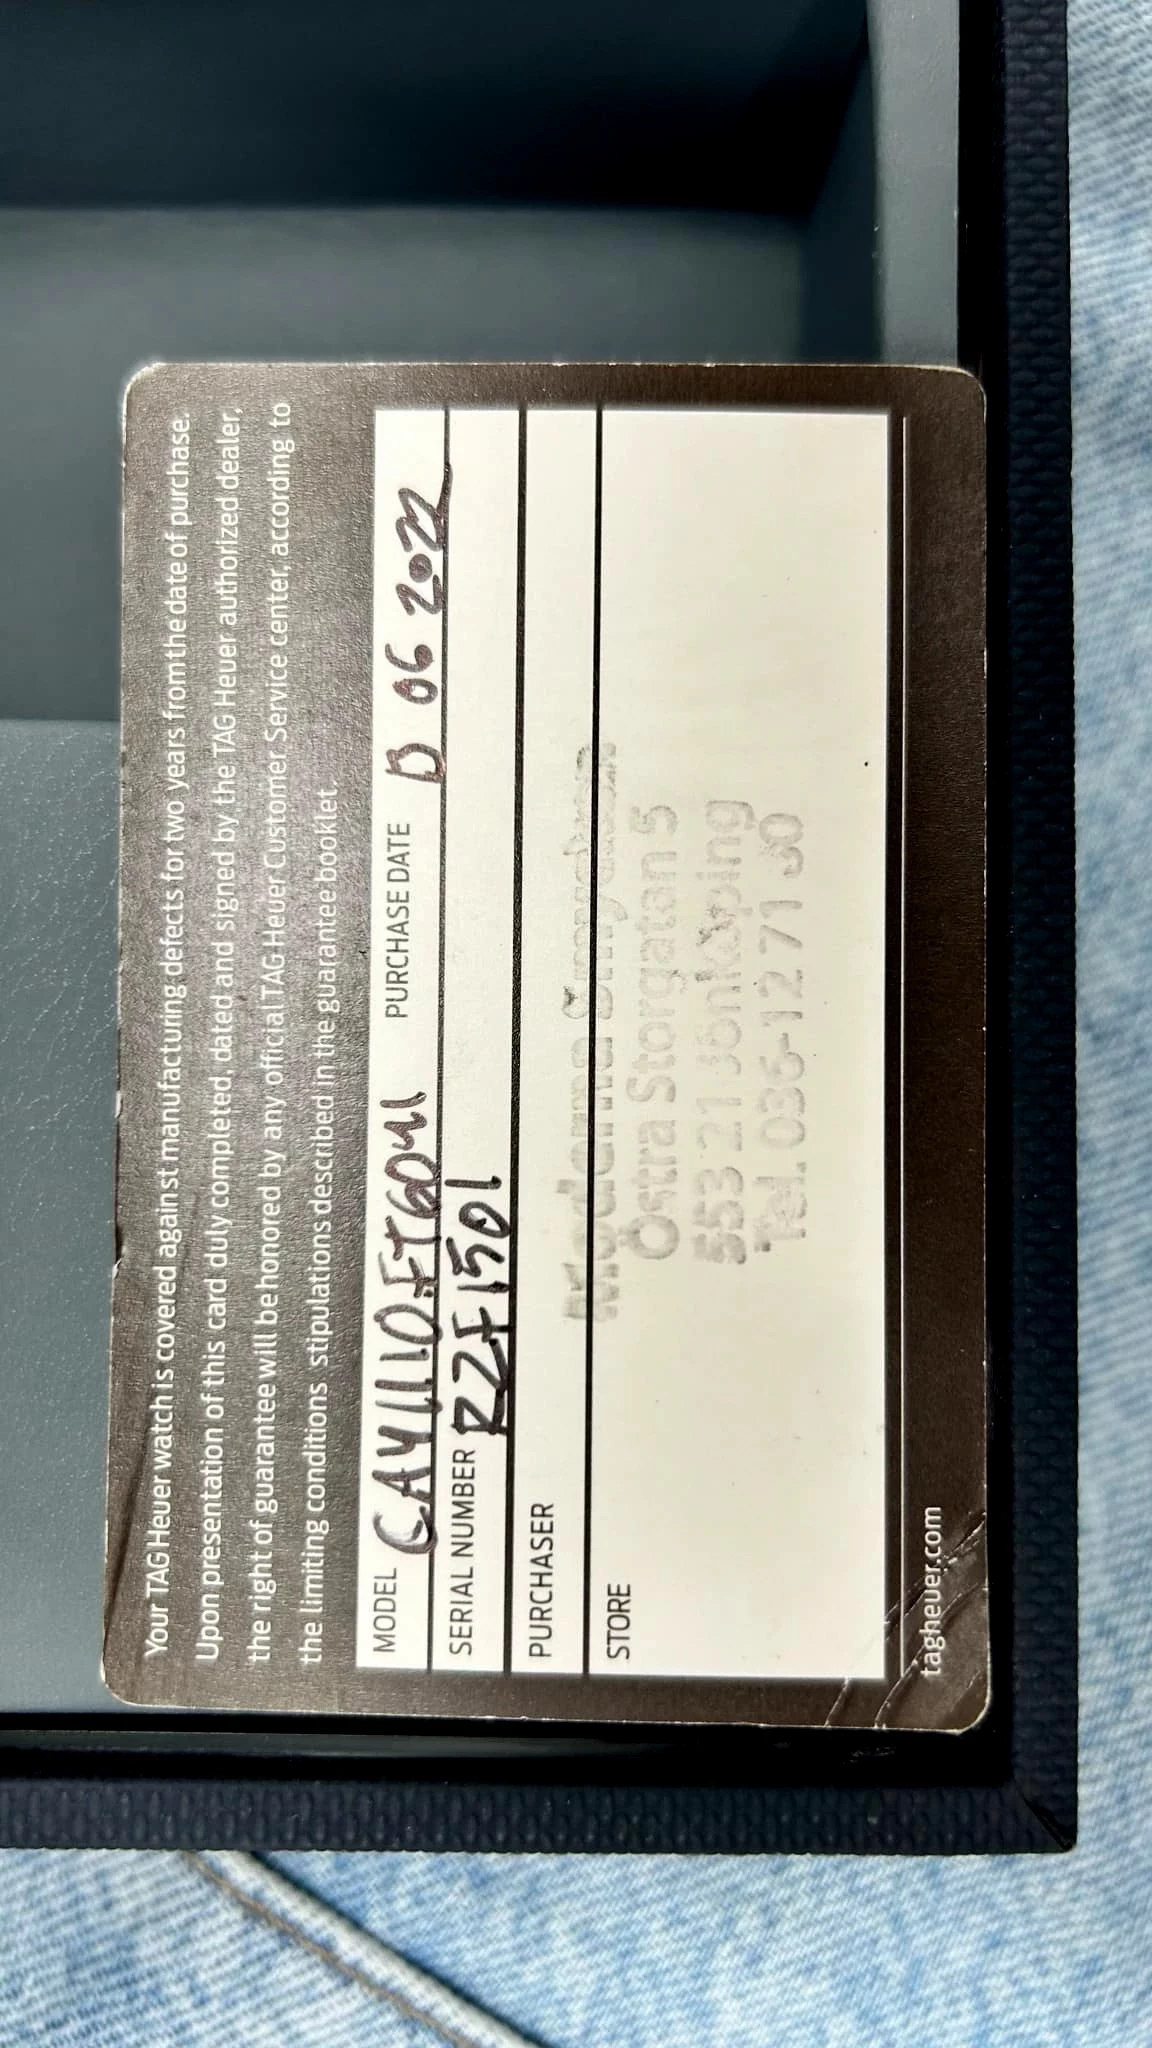 Your TAG Heuer watch is covered against manufacturing defects for two years from the date of purchase.
Upon presentation of this card duly completed, dated and signed by the TAG Heuer authorized dealer,
the right of guarantee will be honored by any official TAG Heuer Customer Service center, according to
the limiting conditions stipulations described in the guarantee booklet.
MODEL CAY1110.FT6041 PURCHASE DATE 06 2022
SERIAL NUMBER RZF1501
PURCHASER
STORE
Moderna
Östra Storgatan 5
553 21 Jönköping
Tel. 036-12 71 30
tagheuer.com